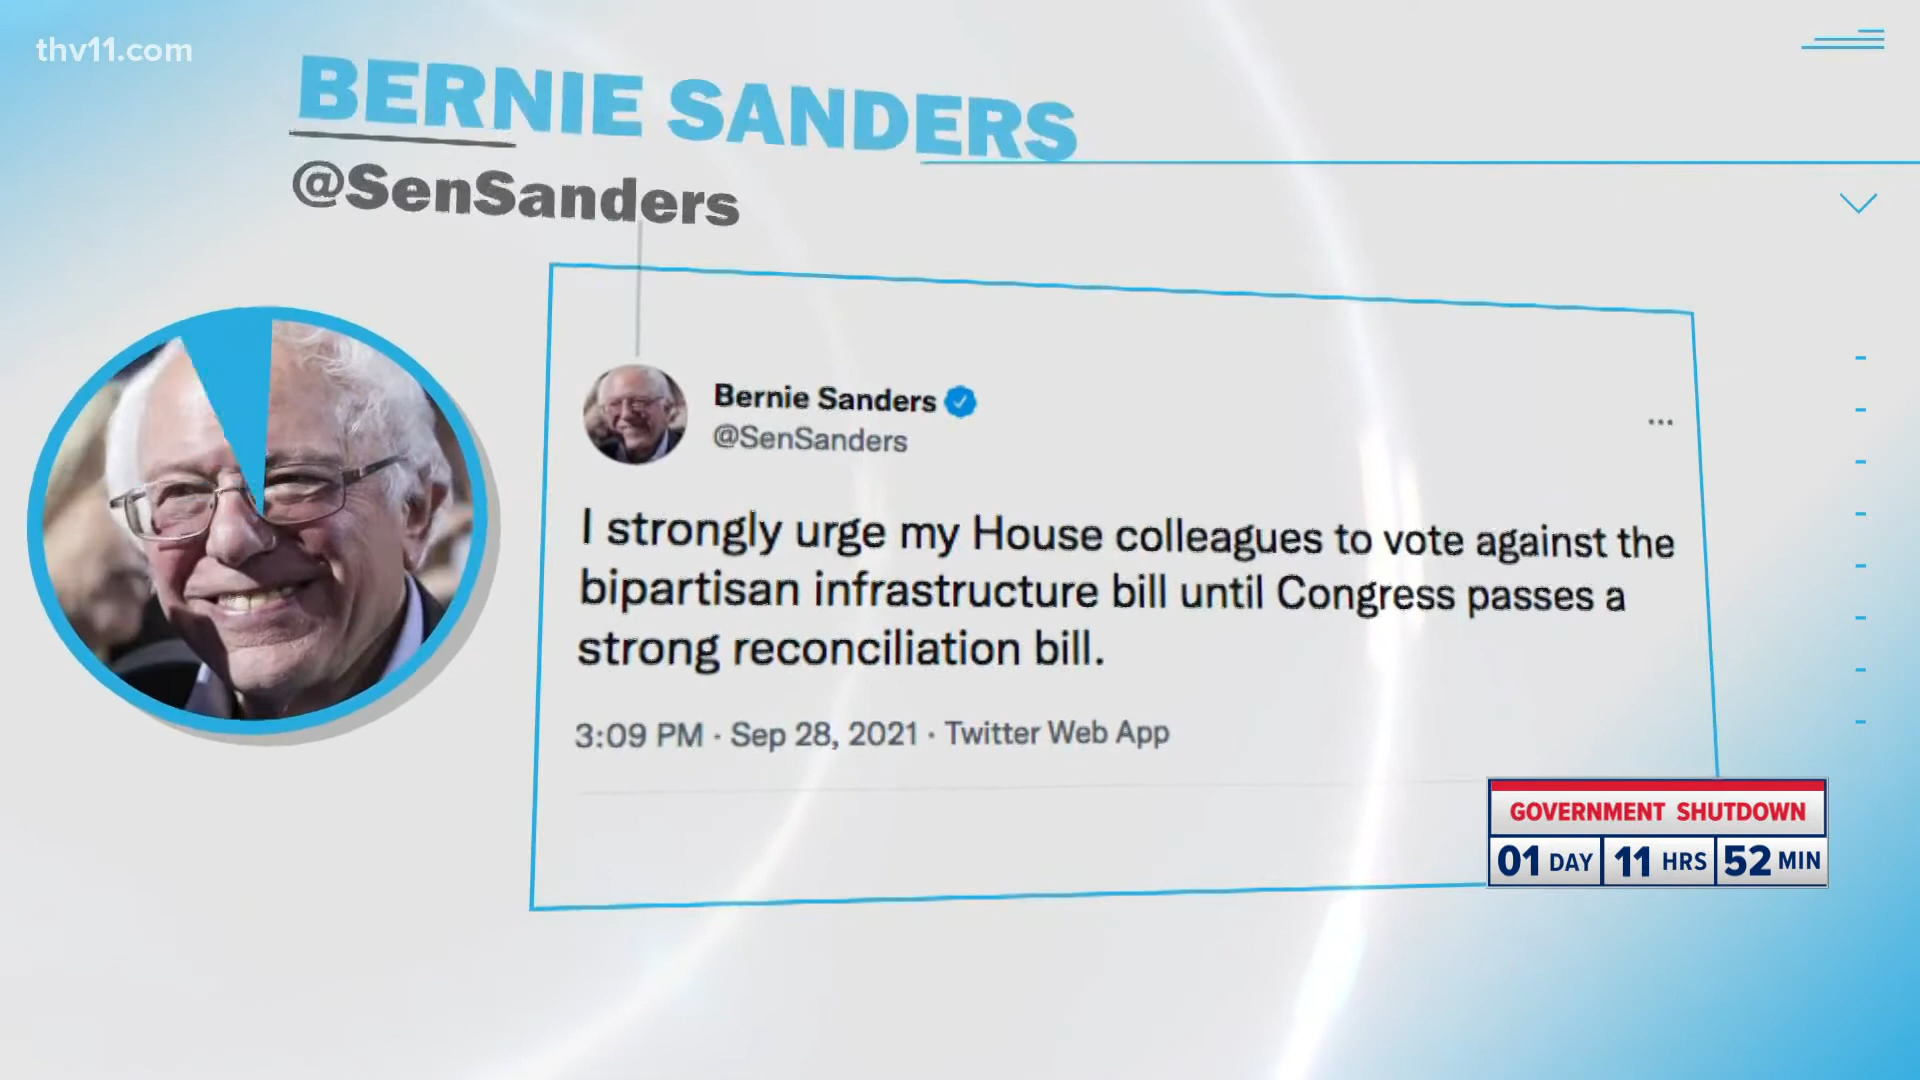 thv11.com
BERNIE SANDERS
@SenSanders
Bernie Sanders
@SenSanders
I strongly urge my House colleagues to vote against the
bipartisan infrastructure bill until Congress passes a
strong reconciliation bill.
3:09 PM · Sep 28, 2021 · Twitter Web App
GOVERNMENT SHUTDOWN
01 DAY 11 HRS 52 MIN